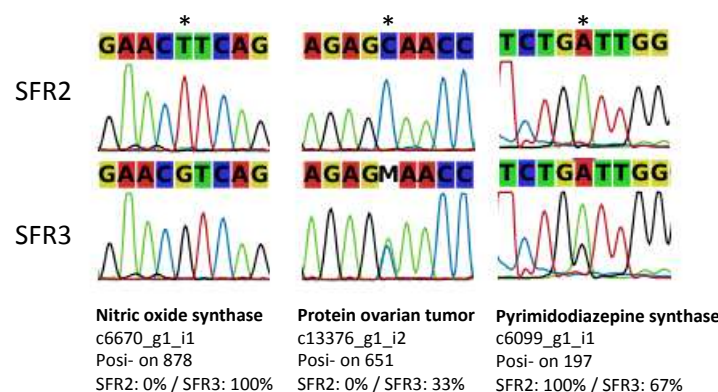 * * *
GAACTTCAG AGAGCAACC TCTGATTGG
SFR2
GAACGTCAG AGAGMAACC TCTGATTGG
SFR3
Nitric oxide synthase Protein ovarian tumor Pyrimidodiazepine synthase
c6670_g1_i1 c13376_g1_i2 c6099_g1_i1
Posi- on 878 Posi- on 651 Posi- on 197
SFR2: 0% / SFR3: 100% SFR2: 0% / SFR3: 33% SFR2: 100% / SFR3: 67%